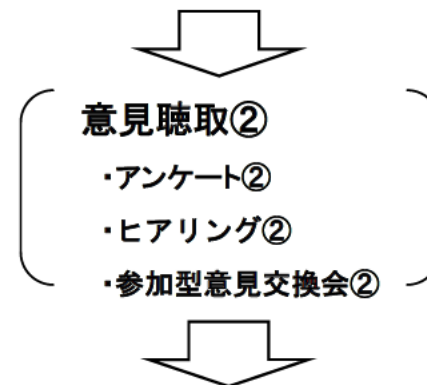 意見聴取②
・アンケート②
・ヒアリング②
・参加型意見交換会②